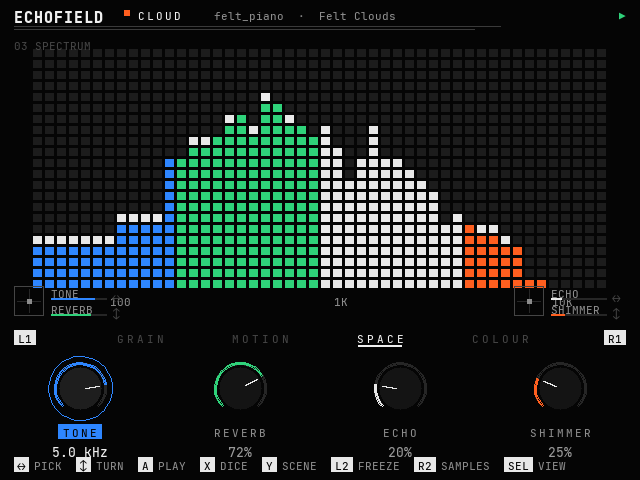 ECHOFIELD CLOUD felt_piano · Felt Clouds
03 SPECTRUM
TONE 100 1K ECHO 10K
REVERB SHIMMER
L1 GRAIN MOTION SPACE COLOUR R1
TONE REVERB ECHO SHIMMER
5.0 kHz 72% 20% 25%
PICK TURN A PLAY X DICE Y SCENE L2 FREEZE R2 SAMPLES SEL VIEW